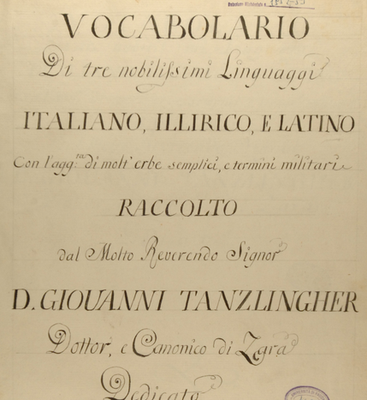 VOCABOLARIO
Di tre nobilissimi Linguaggi
ITALIANO, ILLIRICO, E LATINO
Con l'agg.ta di molt' erbe semplici, e termini militari
RACCOLTO
dal Molto Reverendo Signor
D. GIOVANNI TANZLINGHER
Dottor, e Canonico di Zara
Dedicato